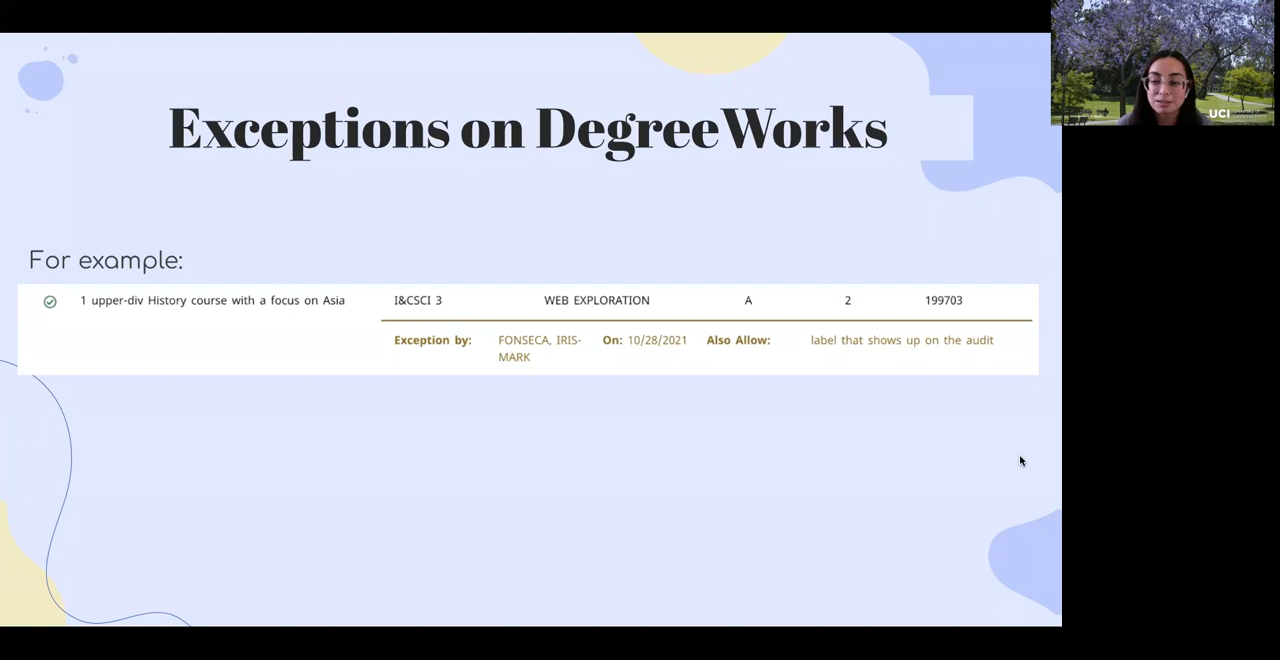 Exceptions on DegreeWorks
UCI
For example:
1 upper-div History course with a focus on Asia I&CSCI 3 WEB EXPLORATION A 2 199703
Exception by: FONSECA, IRIS- On: 10/28/2021 Also Allow: label that shows up on the audit
MARK